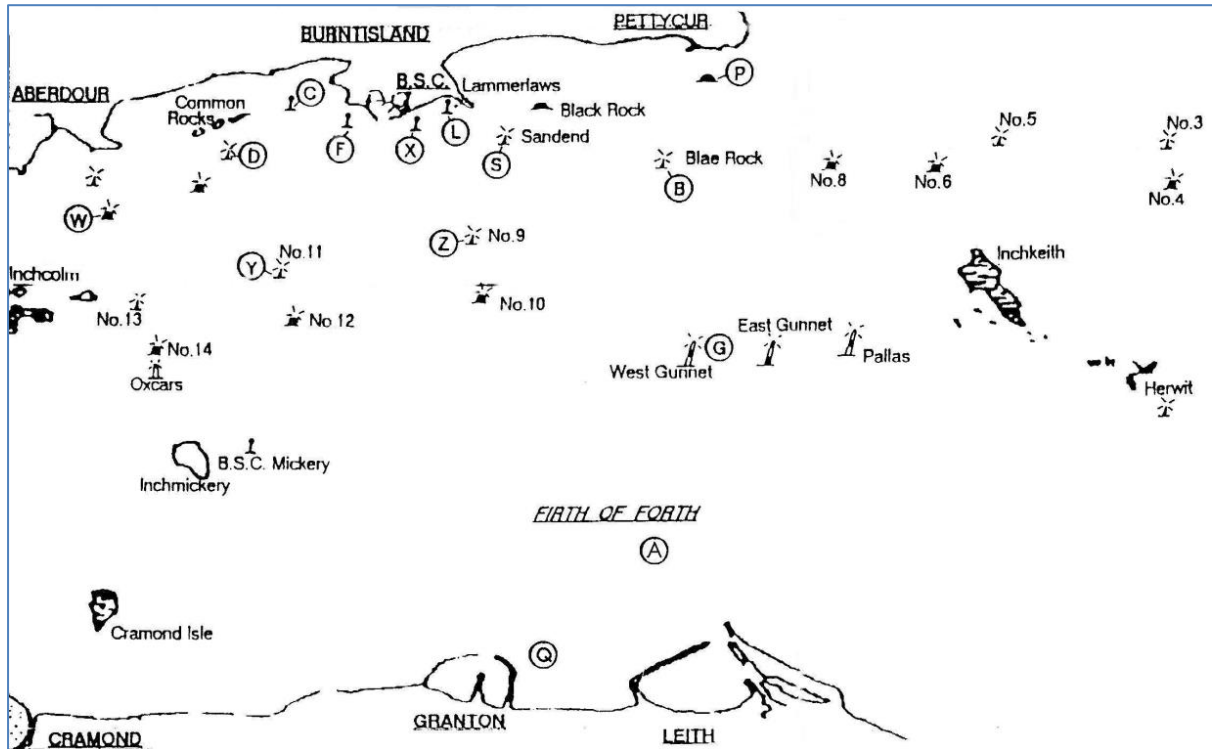 PETTYCUR
BURNTISLAND
P
B.S.C. Lammerlaws
ABERDOUR
C
Common
Rocks
Black Rock
No.5
No.3
F
X
L
Sandend
D
S
Blae Rock
No.8
No.6
No.4
B
W
Z
No.9
No.11
Y
Inchkeith
Inchcolm
No.10
No.13
No.12
East Gunnet
G
No.14
West Gunnet
Pallas
Oxcars
Herwit
B.S.C. Mickery
Inchmickery
FIRTH OF FORTH
A
Cramond Isle
Q
GRANTON
LEITH
CRAMOND